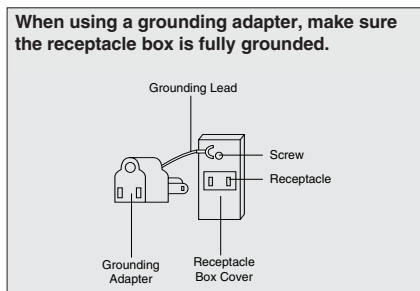 When using a grounding adapter, make sure
the receptacle box is fully grounded.
Grounding Lead
Screw
Receptacle
Grounding
Adapter
Receptacle
Box Cover